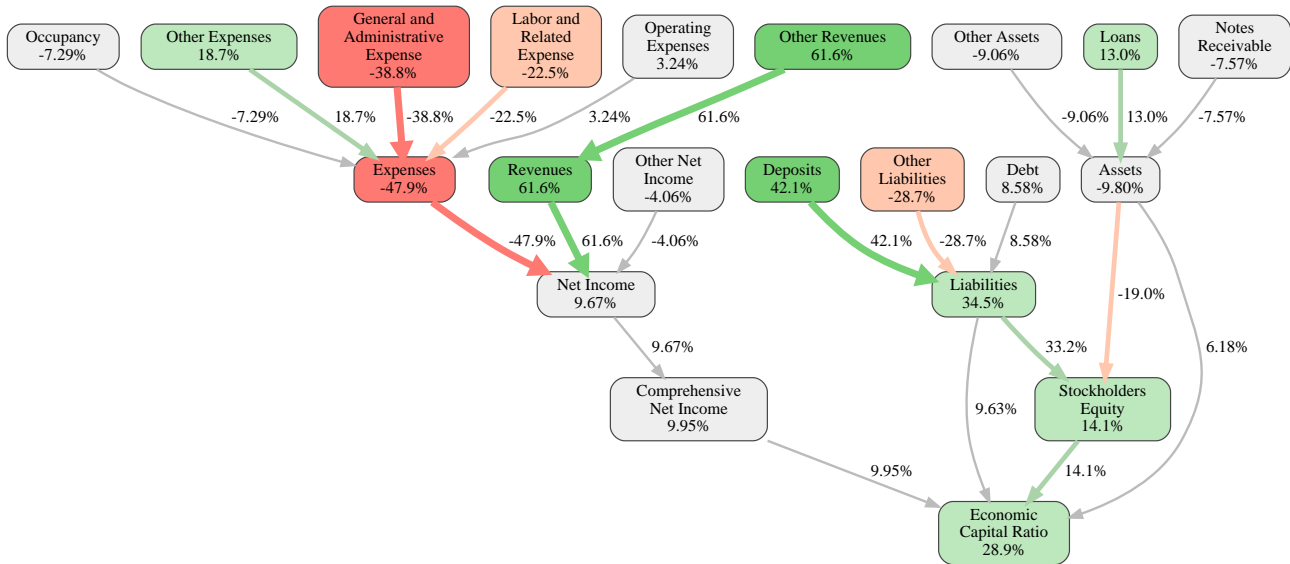 Occupancy
-7.29%
Other Expenses
18.7%
General and
Administrative
Expense
-38.8%
Labor and
Related
Expense
-22.5%
Operating
Expenses
3.24%
Other Revenues
61.6%
Other Assets
-9.06%
Loans
13.0%
Notes
Receivable
-7.57%
-7.29%
18.7%
-38.8%
-22.5%
3.24%
61.6%
-9.06%
13.0%
-7.57%
Expenses
-47.9%
Revenues
61.6%
Other Net
Income
-4.06%
Deposits
42.1%
Other
Liabilities
-28.7%
Debt
8.58%
Assets
-9.80%
-47.9%
61.6%
-4.06%
42.1%
-28.7%
8.58%
Net Income
9.67%
Liabilities
34.5%
-19.0%
9.67%
33.2%
6.18%
Comprehensive
Net Income
9.95%
9.63%
Stockholders
Equity
14.1%
9.95%
14.1%
Economic
Capital Ratio
28.9%